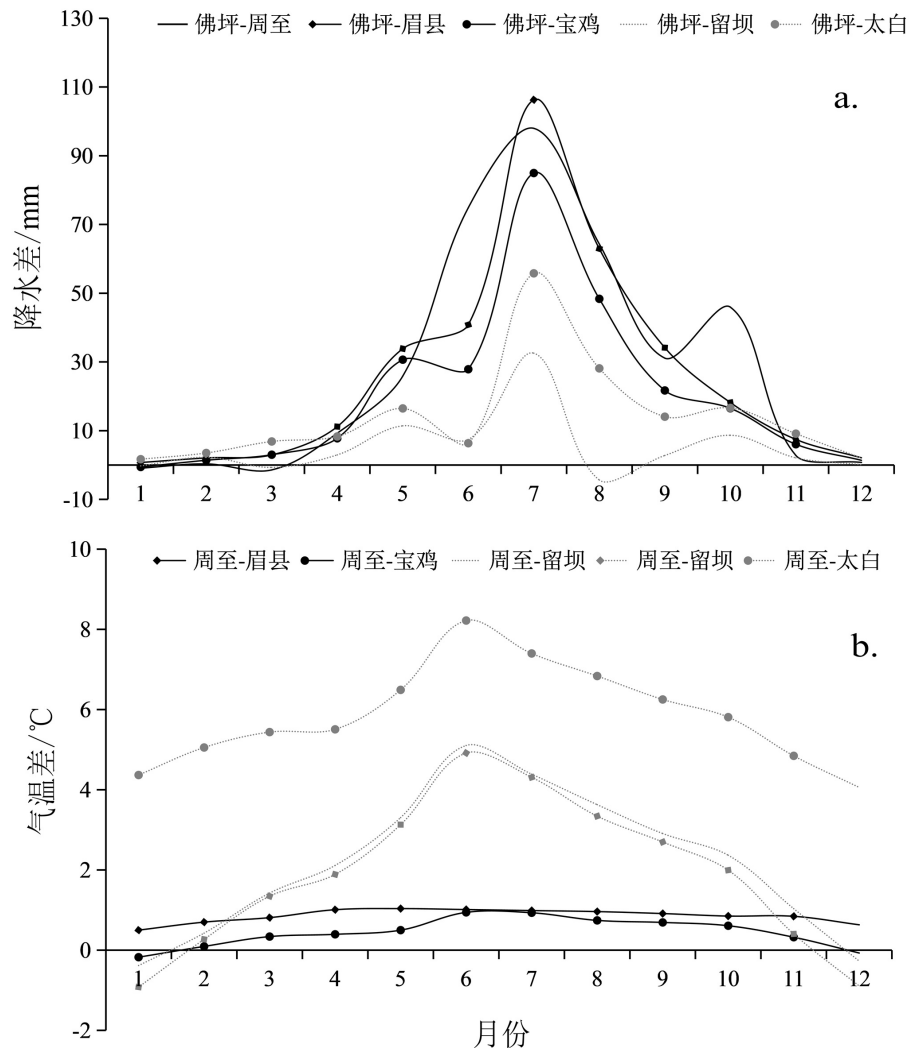 130
佛坪-周至 佛坪-眉县 佛坪-宝鸡 佛坪-留坝 佛坪-太白
110
a.
90
70
50
30
10
-10
降水差/mm
1 2 3 4 5 6 7 8 9 10 11 12
10
周至-眉县 周至-宝鸡 周至-留坝 周至-留坝 周至-太白
8
b.
6
4
2
0
-2
气温差/℃
1 2 3 4 5 6 7 8 9 10 11 12
月份